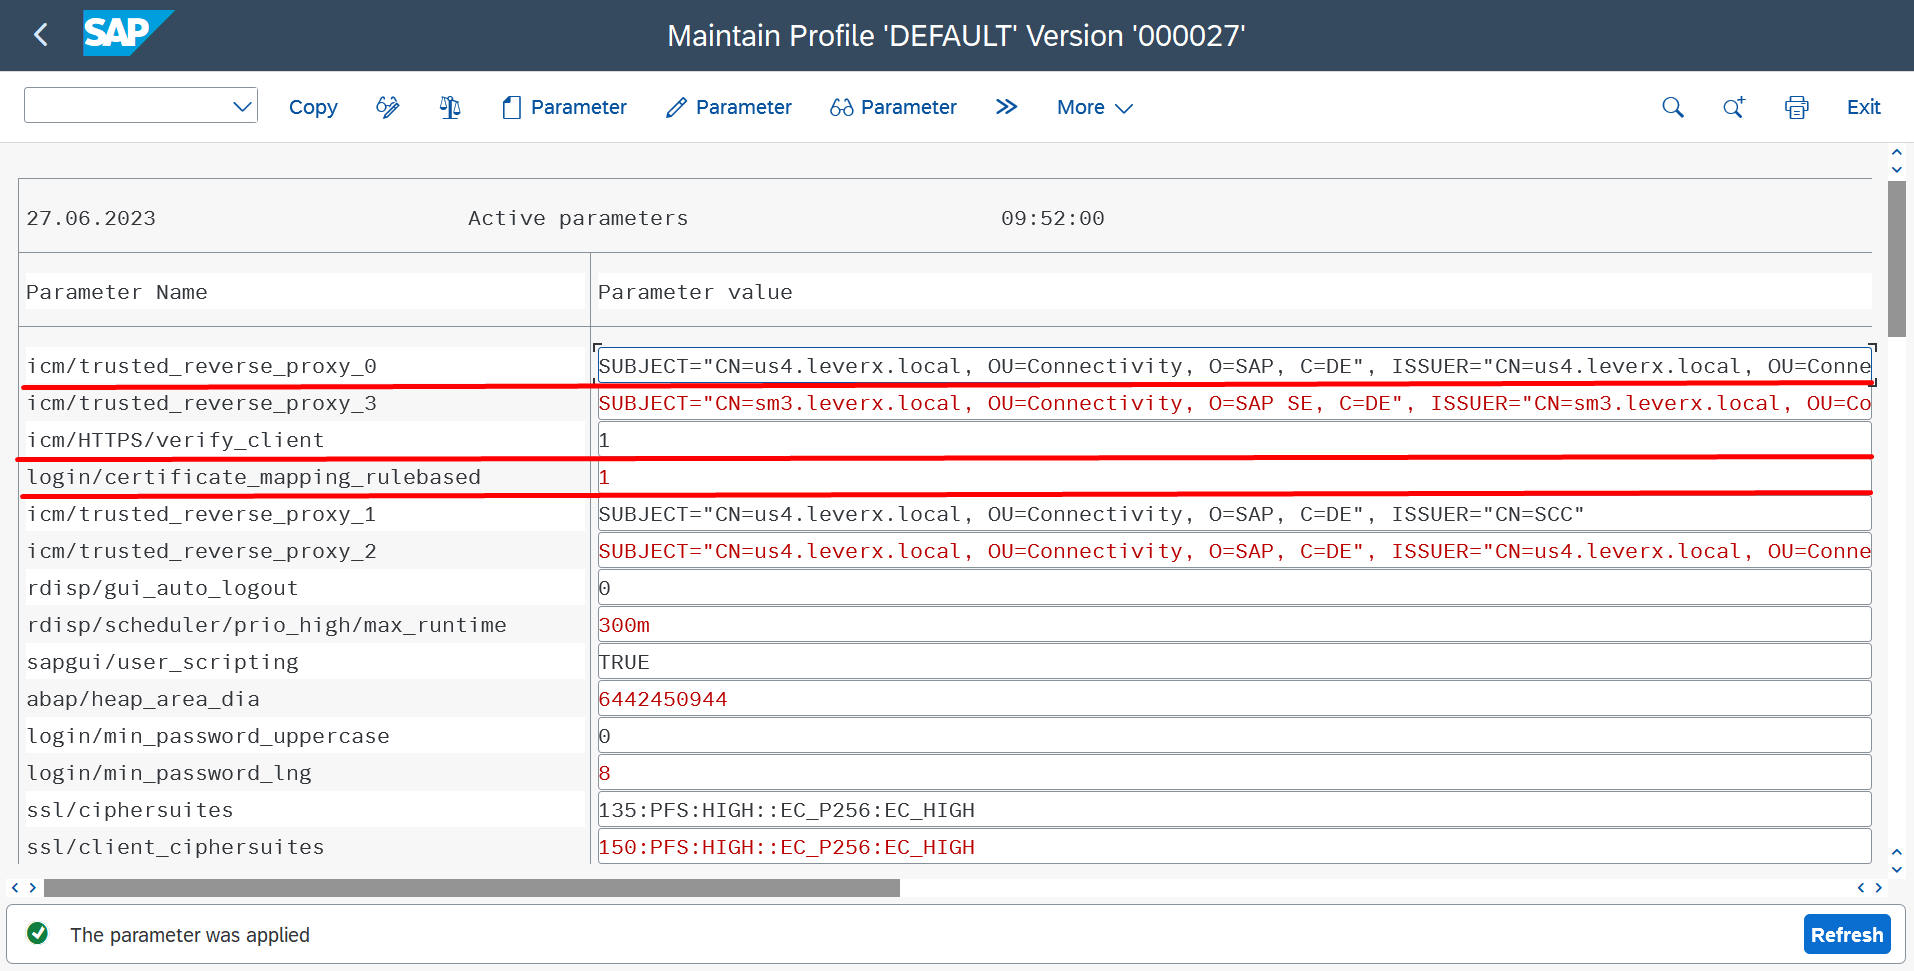 SAP Maintain Profile 'DEFAULT' Version '000027'
Copy Parameter Parameter Parameter More Exit
27.06.2023 Active parameters 09:52:00
Parameter Name Parameter value
icm/trusted_reverse_proxy_0 SUBJECT="CN=us4.leverx.local, OU=Connectivity, O=SAP, C=DE", ISSUER="CN=us4.leverx.local, OU=Conne
icm/trusted_reverse_proxy_3 SUBJECT="CN=sm3.leverx.local, OU=Connectivity, O=SAP SE, C=DE", ISSUER="CN=sm3.leverx.local, OU=Co
icm/HTTPS/verify_client 1
login/certificate_mapping_rulebased 1
icm/trusted_reverse_proxy_1 SUBJECT="CN=us4.leverx.local, OU=Connectivity, O=SAP, C=DE", ISSUER="CN=SCC"
icm/trusted_reverse_proxy_2 SUBJECT="CN=us4.leverx.local, OU=Connectivity, O=SAP, C=DE", ISSUER="CN=us4.leverx.local, OU=Conne
rdisp/gui_auto_logout 0
rdisp/scheduler/prio_high/max_runtime 300m
sapgui/user_scripting TRUE
abap/heap_area_dia 6442450944
login/min_password_uppercase 0
login/min_password_lng 8
ssl/ciphersuites 135:PFS:HIGH::EC_P256:EC_HIGH
ssl/client_ciphersuites 150:PFS:HIGH::EC_P256:EC_HIGH
The parameter was applied Refresh